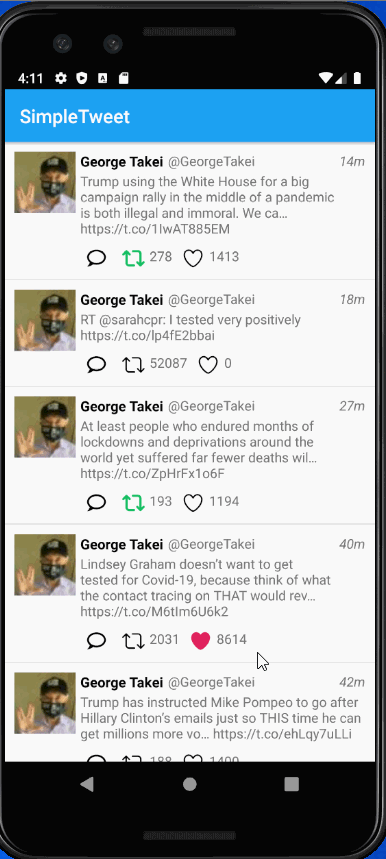 4:11
SimpleTweet
George Takei @GeorgeTakei 14m
Trump using the White House for a big
campaign rally in the middle of a pandemic
is both illegal and immoral. We ca…
https://t.co/1IwAT885EM
278 1413
George Takei @GeorgeTakei 18m
RT @sarahcpr: I tested very positively
https://t.co/lp4fE2bbai
52087 0
George Takei @GeorgeTakei 27m
At least people who endured months of
lockdowns and deprivations around the
world yet suffered far fewer deaths wil…
https://t.co/ZpHrFx1o6F
193 1194
George Takei @GeorgeTakei 40m
Lindsey Graham doesn't want to get
tested for Covid-19, because think of what
the contact tracing on THAT would rev…
https://t.co/M6tIm6U6k2
2031 8614
George Takei @GeorgeTakei 42m
Trump has instructed Mike Pompeo to go after
Hillary Clinton's emails just so THIS time he can
get millions more vo… https://t.co/ehLqy7uLLi
188 1400